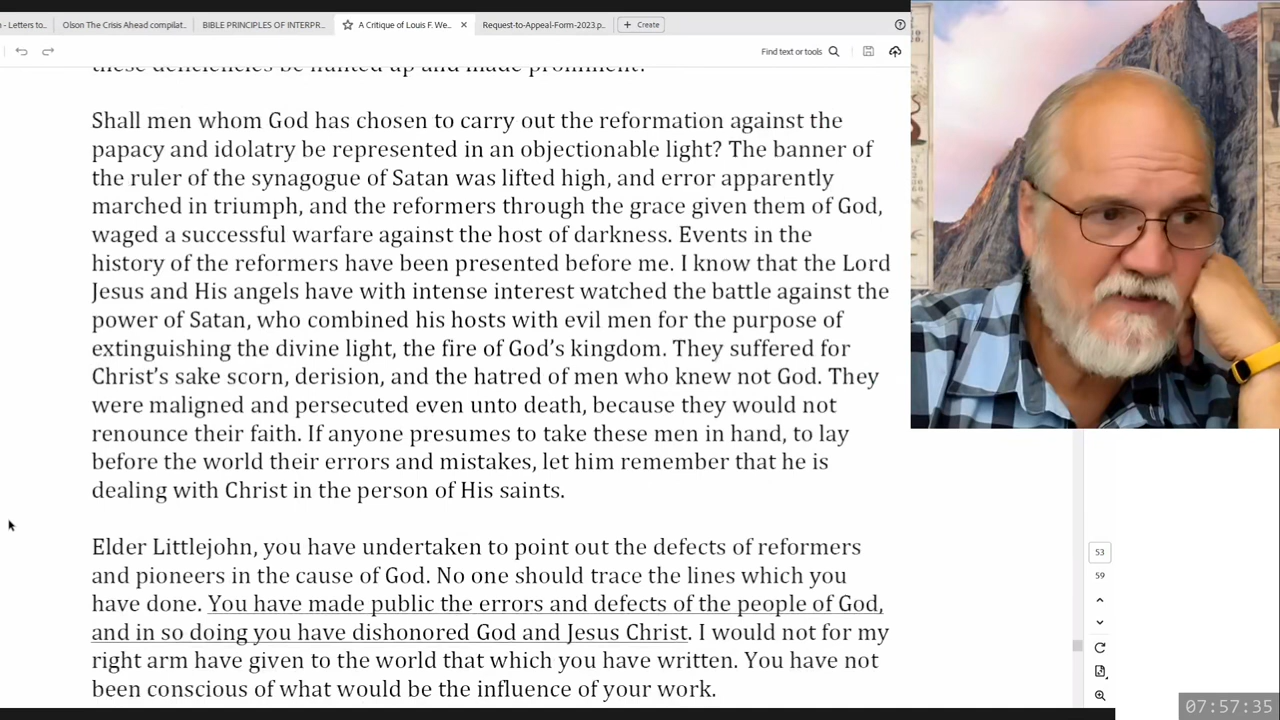 - Letters to..
Olson The Crisis Ahead compilat..
BIBLE PRINCIPLES OF INTERPR...
A Critique of Louis F. We...
Request-to-Appeal-Form-2023.p..
+ Create
Find text or tools
these deficiencies be hunted up and made prominent?
Shall men whom God has chosen to carry out the reformation against the
papacy and idolatry be represented in an objectionable light? The banner of
the ruler of the synagogue of Satan was lifted high, and error apparently
marched in triumph, and the reformers through the grace given them of God,
waged a successful warfare against the host of darkness. Events in the
history of the reformers have been presented before me. I know that the Lord
Jesus and His angels have with intense interest watched the battle against the
power of Satan, who combined his hosts with evil men for the purpose of
extinguishing the divine light, the fire of God’s kingdom. They suffered for
Christ’s sake scorn, derision, and the hatred of men who knew not God. They
were maligned and persecuted even unto death, because they would not
renounce their faith. If anyone presumes to take these men in hand, to lay
before the world their errors and mistakes, let him remember that he is
dealing with Christ in the person of His saints.
Elder Littlejohn, you have undertaken to point out the defects of reformers
and pioneers in the cause of God. No one should trace the lines which you
have done. You have made public the errors and defects of the people of God,
and in so doing you have dishonored God and Jesus Christ. I would not for my
right arm have given to the world that which you have written. You have not
been conscious of what would be the influence of your work.
53
59
07:57:35